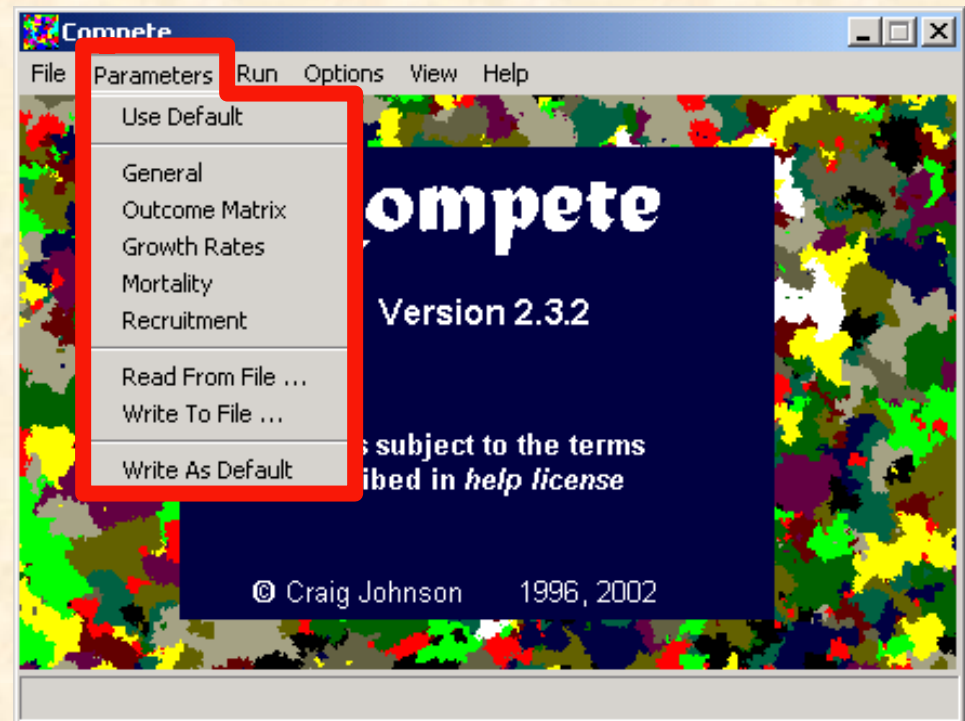 Compete
File Parameters Run Options View Help
Use Default
General
Outcome Matrix
Growth Rates
Mortality
Recruitment
Read From File ...
Write To File ...
Write As Default
ompete
Version 2.3.2
subject to the terms
ibed in help license
© Craig Johnson 1996, 2002